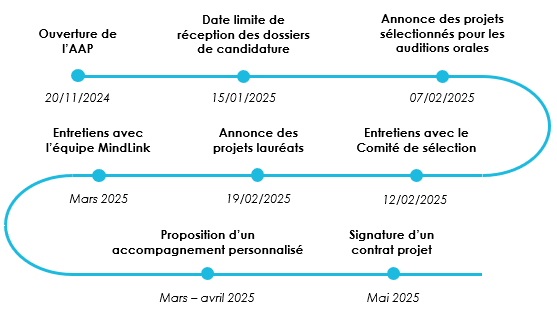 Ouverture de
l'AAP
20/11/2024
Date limite de
réception des dossiers
de candidature
15/01/2025
Annonce des projets
sélectionnés pour les
auditions orales
07/02/2025
Entretiens avec le
Comité de sélection
12/02/2025
Annonce des
projets lauréats
19/02/2025
Entretiens avec
l'équipe MindLink
Mars 2025
Proposition d'un
accompagnement personnalisé
Mars – avril 2025
Signature d'un
contrat projet
Mai 2025